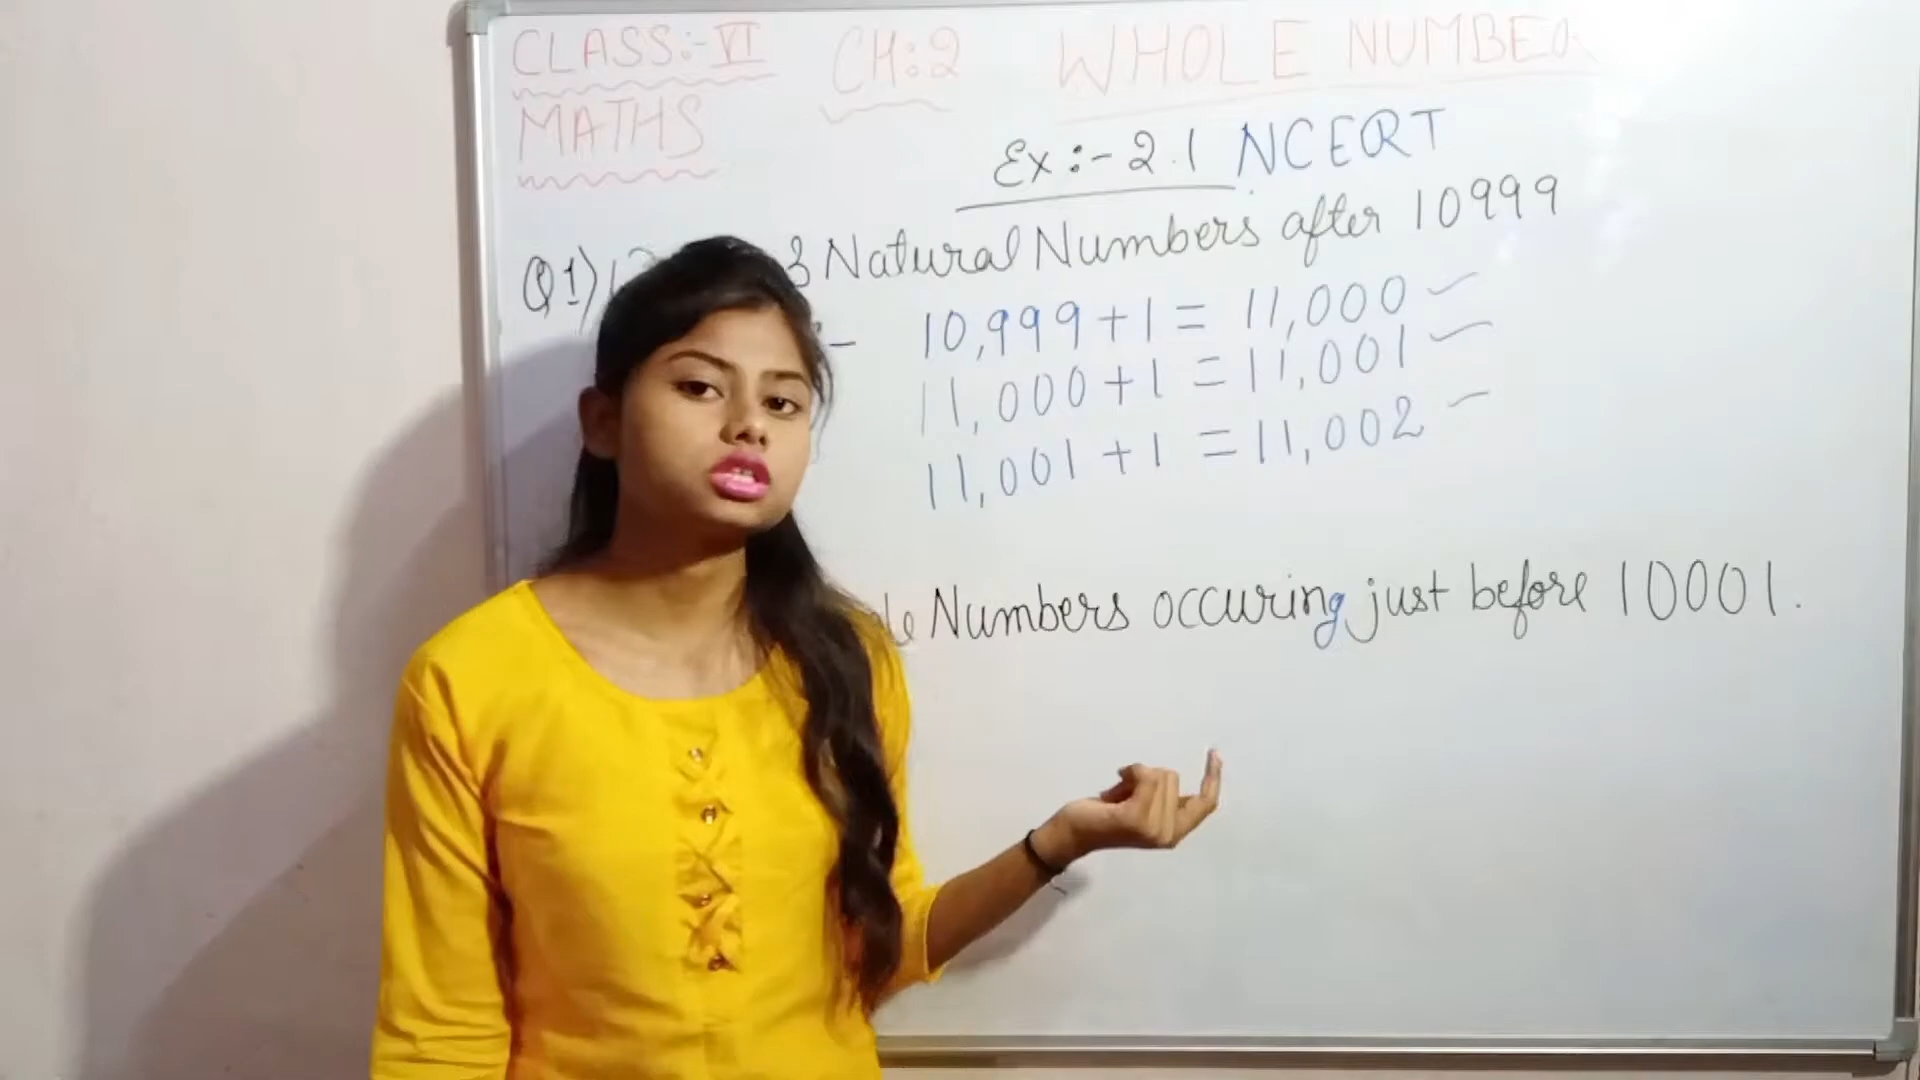 CLASS:-VI CH:2 WHOLE NUMBER
MATHS
Ex:-2.1 NCERT
Q1) 3 Natural Numbers after 10999
10,999+1 = 11,000
11,000+1 = 11,001
11,001+1 = 11,002
Numbers occuring just before 10001.